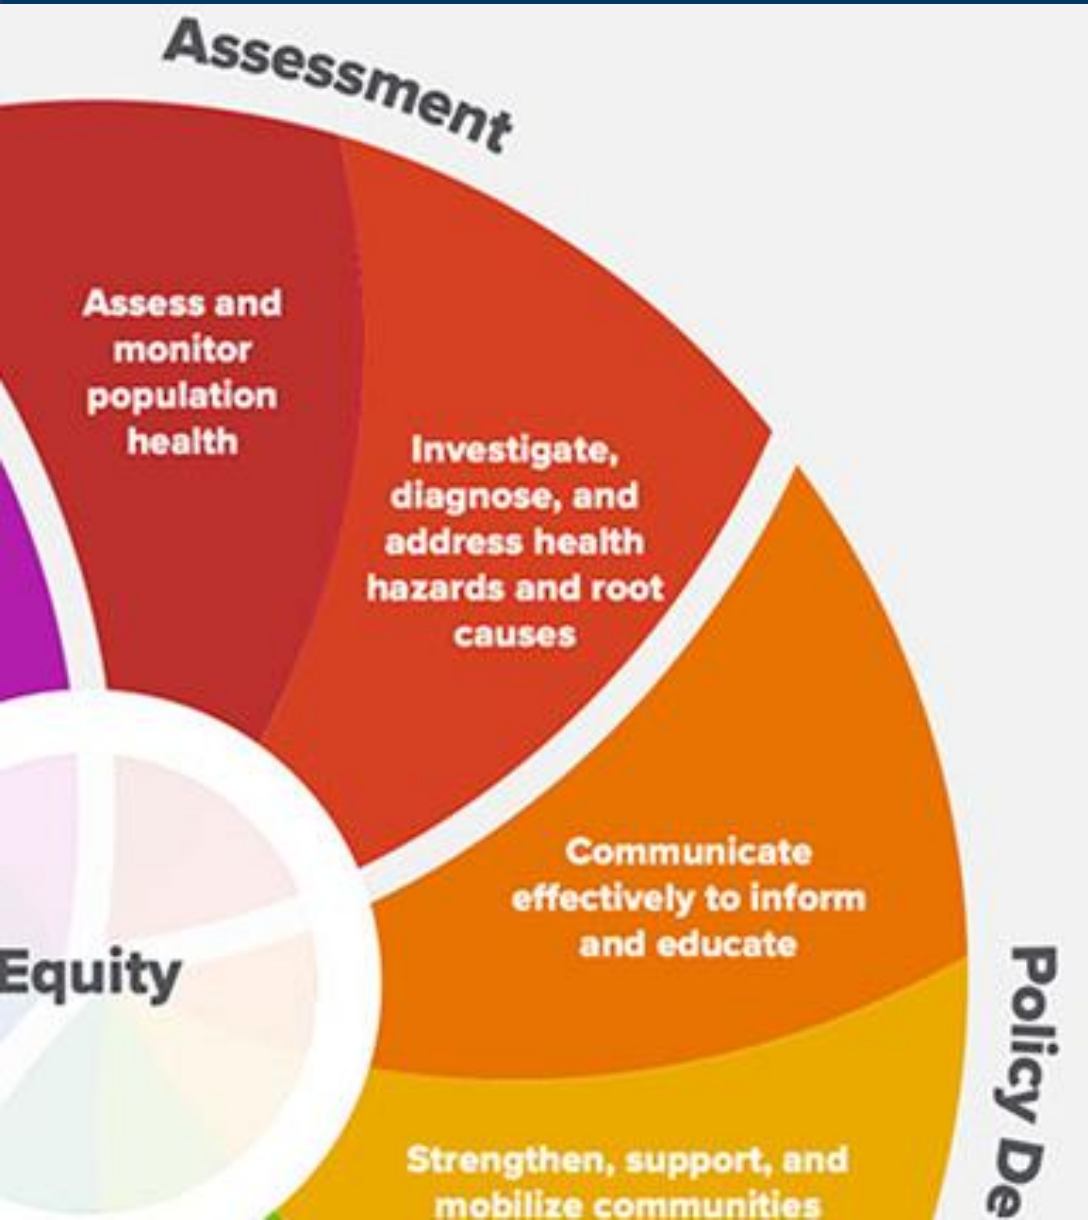 Assessment
Assess and
monitor
population
health
Investigate,
diagnose, and
address health
hazards and root
causes
Communicate
effectively to inform
and educate
Equity
Policy De
Strengthen, support, and
mobilize communities